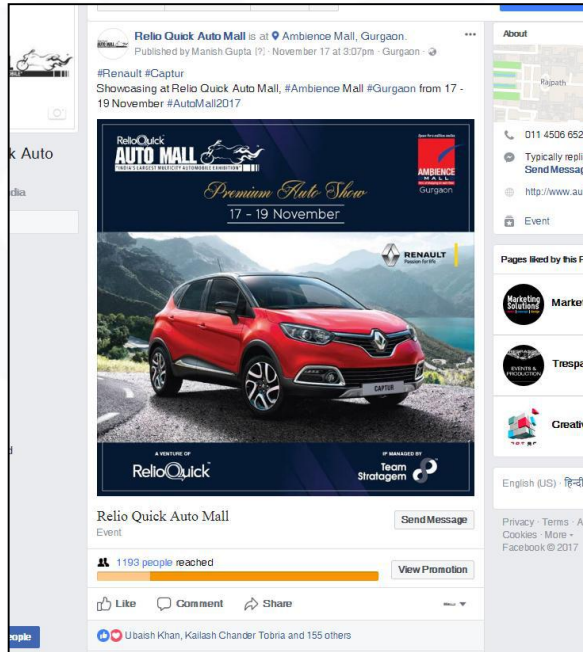 Relio Quick Auto Mall is at Ambience Mall, Gurgaon.
Published by Manish Gupta [?] · November 17 at 3:07pm · Gurgaon ·
#Renault #Captur
Showcasing at Relio Quick Auto Mall, #Ambience Mall #Gurgaon from 17 -
19 November #AutoMall2017
RelioQuick
AUTO MALL
"INDIA'S LARGEST MULTICITY AUTOMOBILE EXHIBITION"
AMBIENCE
MALL
Gurgaon
Premium Auto Show
17 - 19 November
RENAULT
Passion for life
CAPTUR
A VENTURE OF
RelioQuick
IP MANAGED BY
Team
Stratagem
Relio Quick Auto Mall
Event
Send Message
1193 people reached
View Promotion
Like
Comment
Share
Ubaish Khan, Kailash Chander Tobria and 155 others
k Auto
dia
eople
About
Rajpath
011 4506 652
Typically repli
Send Messag
http://www.au
Event
Pages liked by this P
Marketing
Solutions
Marke
EVENTS &
PRODUCTION
Trespa
Creativ
English (US) · हिन्दी
Privacy · Terms · A
Cookies · More
Facebook © 2017